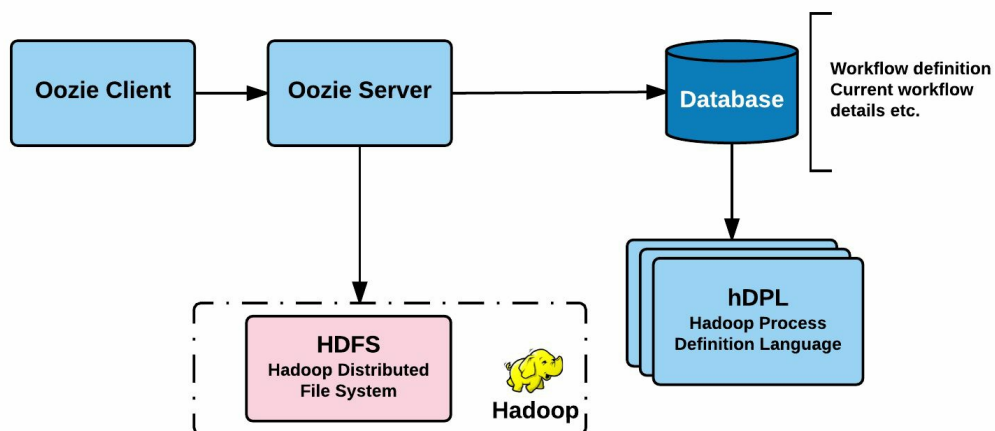 Oozie Client
Oozie Server
Database
Workflow definition
Current workflow
details etc.
hDPL
Hadoop Process
Definition Language
HDFS
Hadoop Distributed
File System
Hadoop